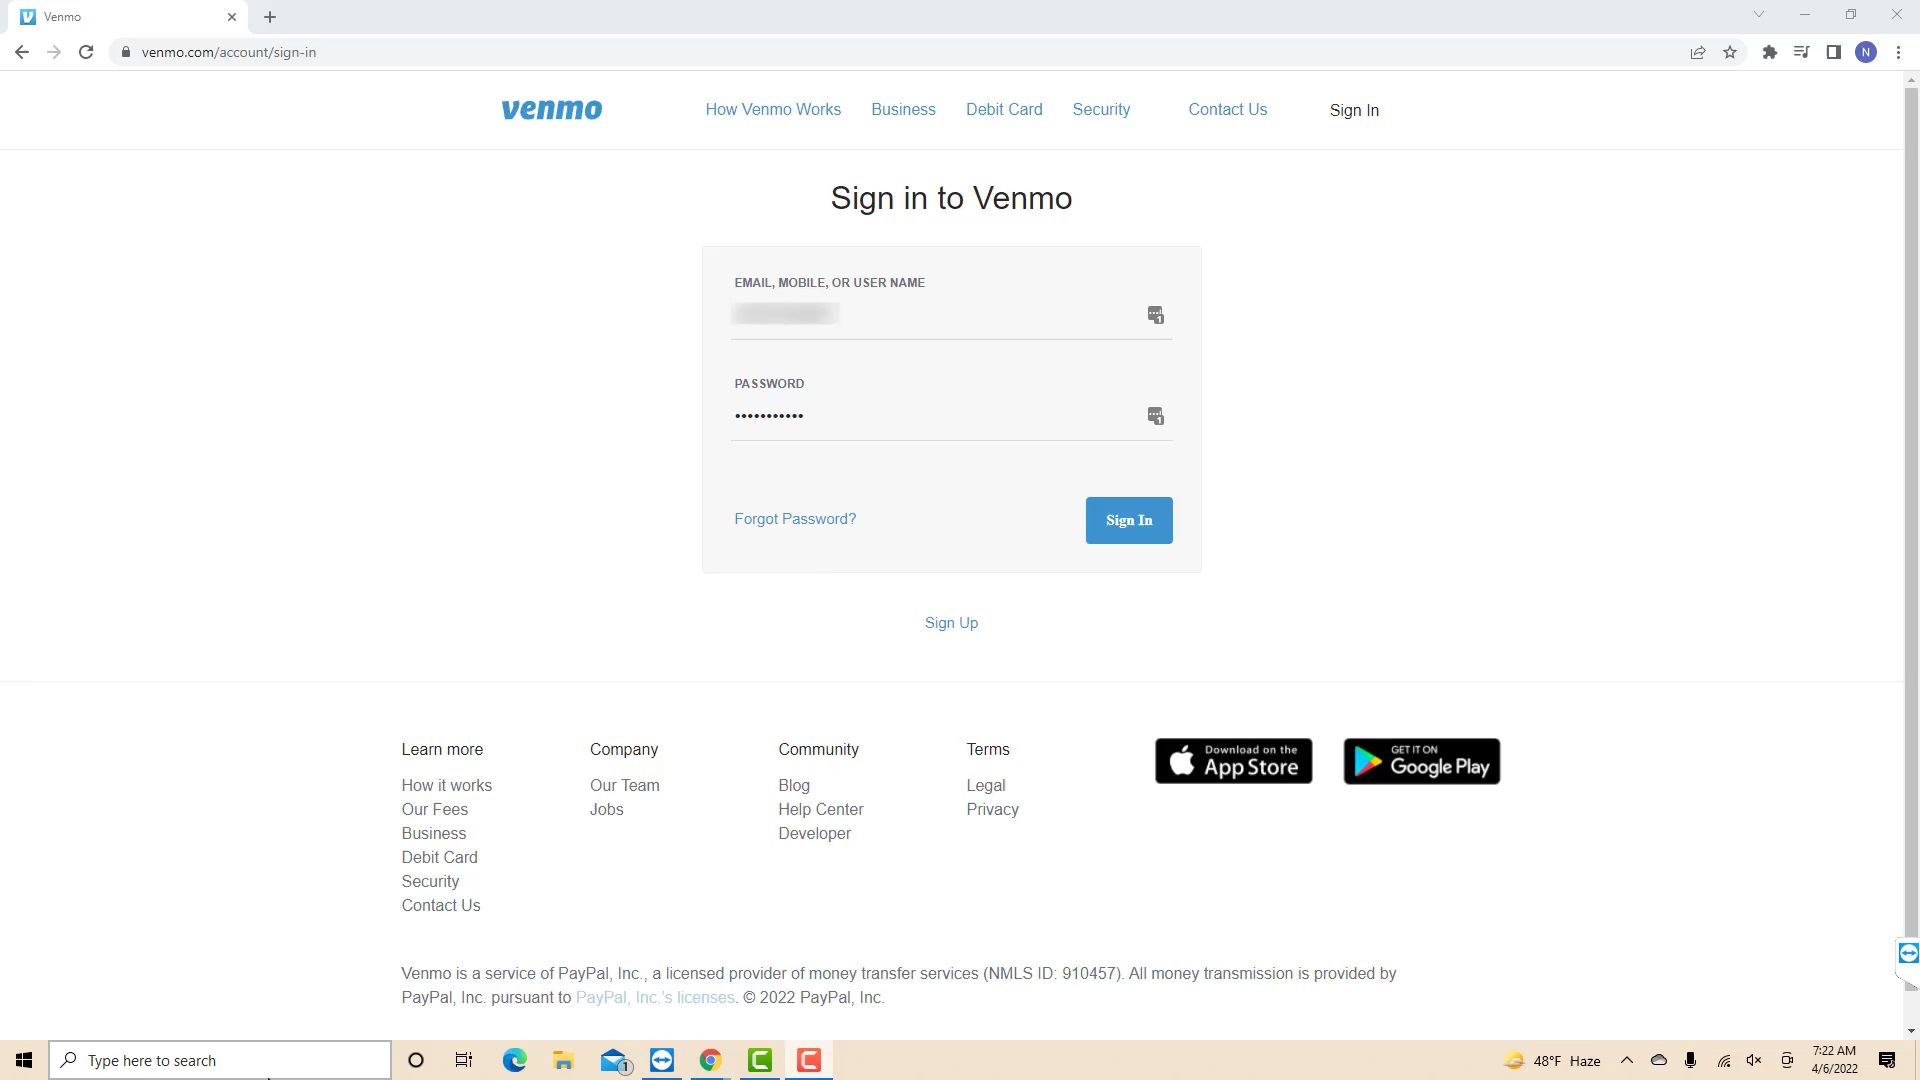 Venmo
venmo.com/account/sign-in
N
venmo
How Venmo Works Business Debit Card Security Contact Us Sign In
Sign in to Venmo
EMAIL, MOBILE, OR USER NAME
1
PASSWORD
•••••••••••
1
Forgot Password?
Sign In
Sign Up
Learn more
How it works
Our Fees
Business
Debit Card
Security
Contact Us
Company
Our Team
Jobs
Community
Blog
Help Center
Developer
Terms
Legal
Privacy
Download on the
App Store
GET IT ON
Google Play
Venmo is a service of PayPal, Inc., a licensed provider of money transfer services (NMLS ID: 910457). All money transmission is provided by
PayPal, Inc. pursuant to PayPal, Inc.'s licenses. © 2022 PayPal, Inc.
Type here to search
1
48°F Haze
7:22 AM
4/6/2022